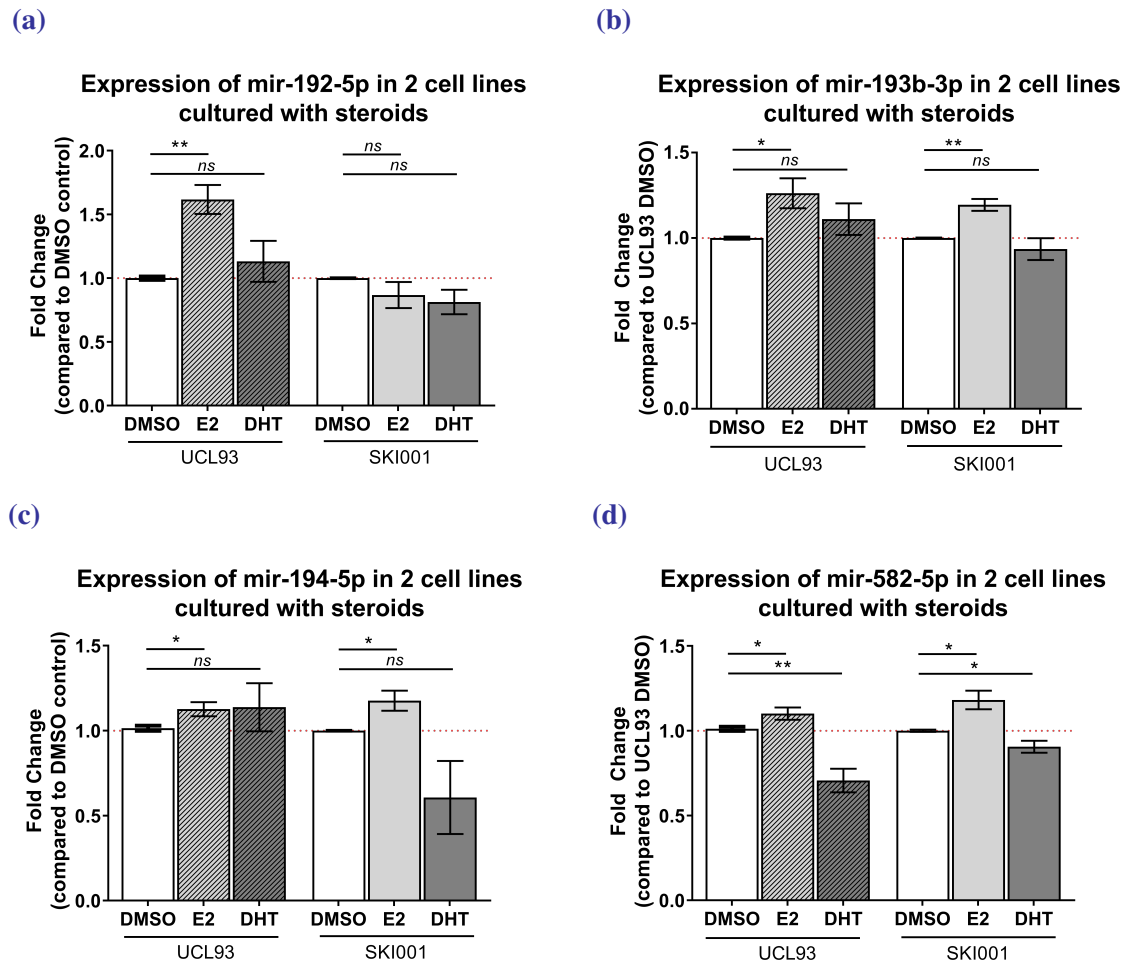 (a)
Expression of mir-192-5p in 2 cell lines
cultured with steroids
Fold Change
(compared to DMSO control)
2.0
1.5
1.0
0.5
0.0
**
ns
ns
ns
DMSO E2 DHT DMSO E2 DHT
UCL93 SKI001
(b)
Expression of mir-193b-3p in 2 cell lines
cultured with steroids
Fold Change
(compared to UCL93 DMSO)
1.5
1.0
0.5
0.0
*
ns
**
ns
DMSO E2 DHT DMSO E2 DHT
UCL93 SKI001
(c)
Expression of mir-194-5p in 2 cell lines
cultured with steroids
Fold Change
(compared to DMSO control)
1.5
1.0
0.5
0.0
*
ns
*
ns
DMSO E2 DHT DMSO E2 DHT
UCL93 SKI001
(d)
Expression of mir-582-5p in 2 cell lines
cultured with steroids
Fold Change
(compared to UCL93 DMSO)
1.5
1.0
0.5
0.0
*
**
*
*
DMSO E2 DHT DMSO E2 DHT
UCL93 SKI001